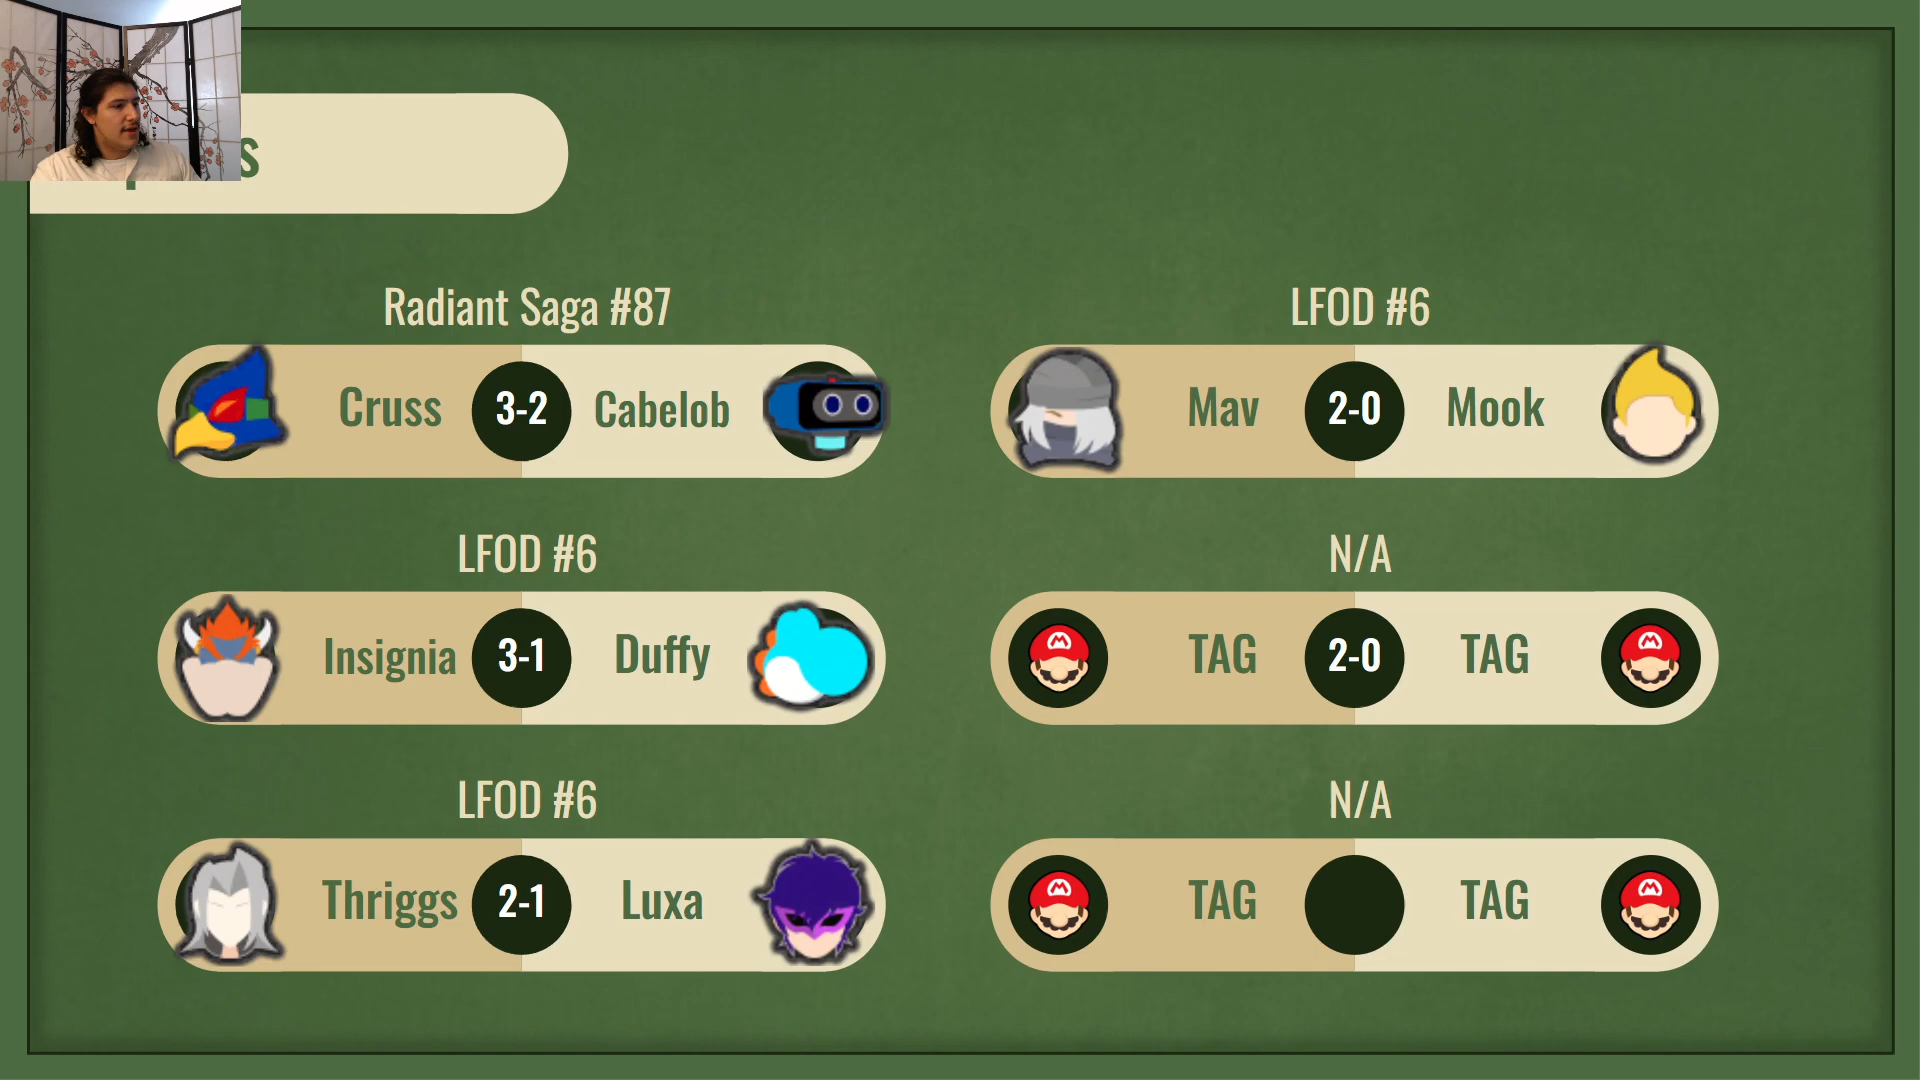 Radiant Saga #87
Cruss 3-2 Cabelob
LFOD #6
Mav 2-0 Mook
LFOD #6
Insignia 3-1 Duffy
N/A
TAG 2-0 TAG
LFOD #6
Thriggs 2-1 Luxa
N/A
TAG TAG